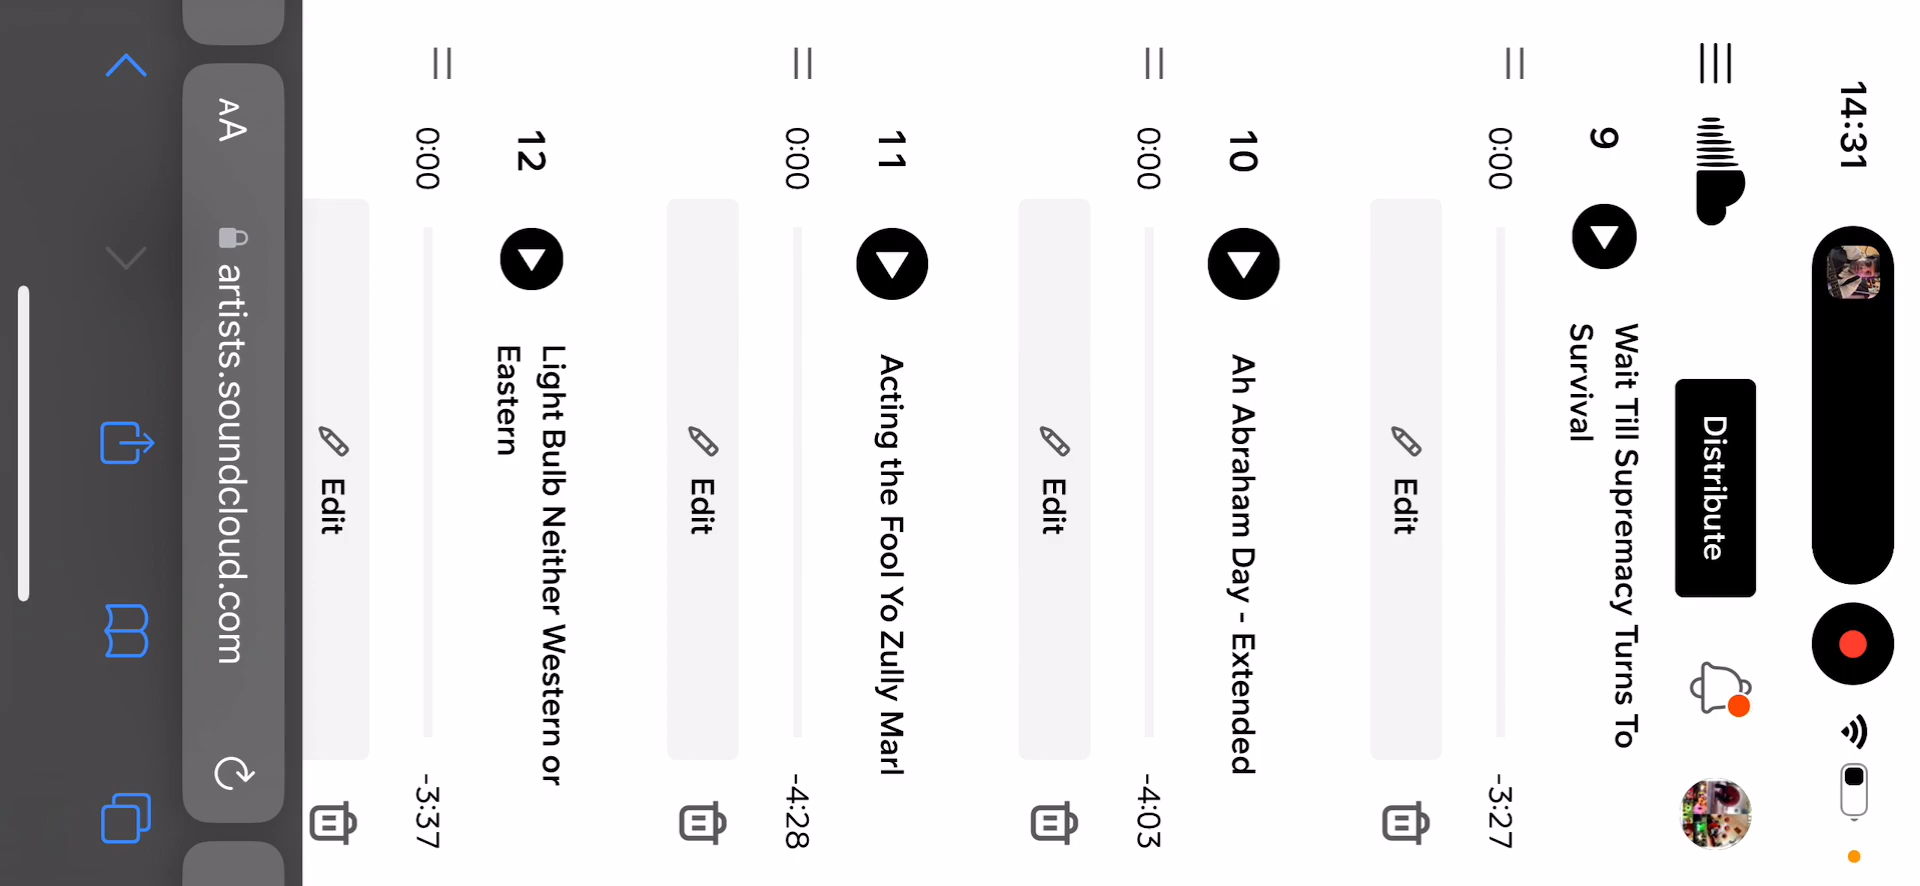 14:31
Distribute
9
Wait Till Supremacy Turns To
Survival
0:00
-3:27
Edit
10
Ah Abraham Day - Extended
0:00
-4:03
Edit
11
Acting the Fool Yo Zully Marl
0:00
-4:28
Edit
12
Light Bulb Neither Western or
Eastern
0:00
-3:37
Edit
AA
artists.soundcloud.com